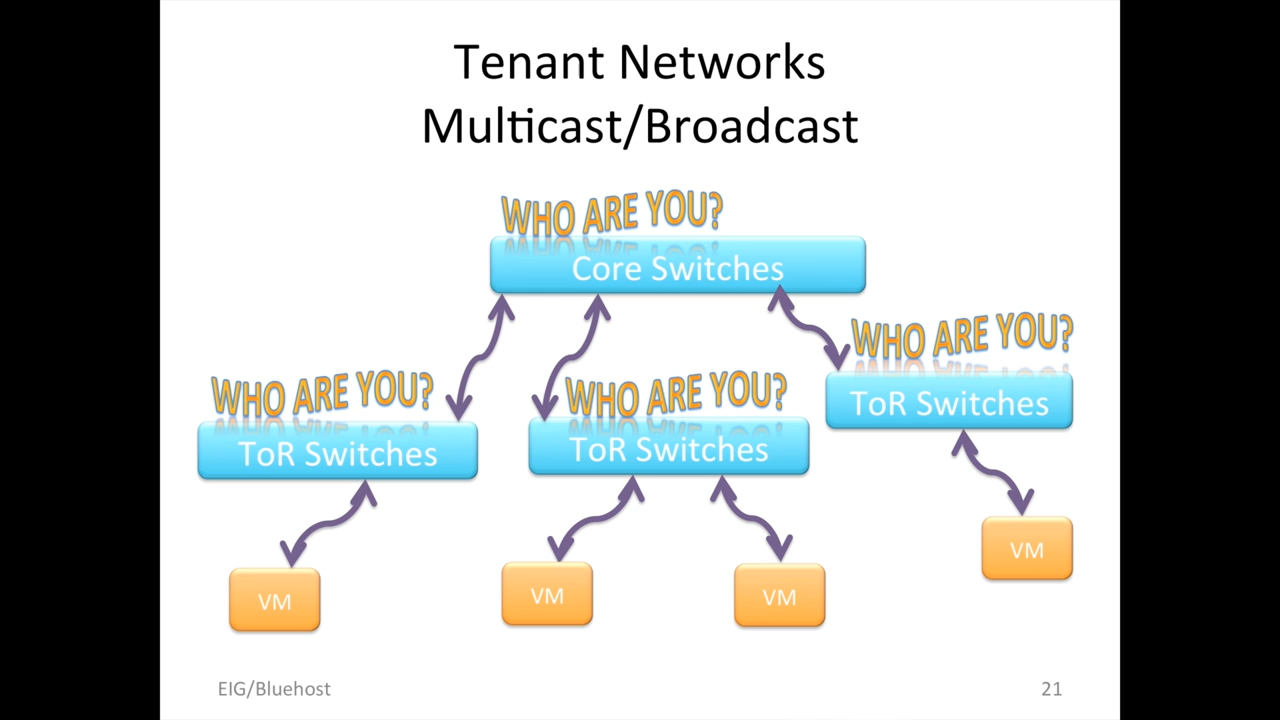 Tenant Networks
Multicast/Broadcast
WHO ARE YOU?
Core Switches
WHO ARE YOU?
ToR Switches
WHO ARE YOU?
ToR Switches
WHO ARE YOU?
ToR Switches
VM
VM
VM
VM
EIG/Bluehost
21